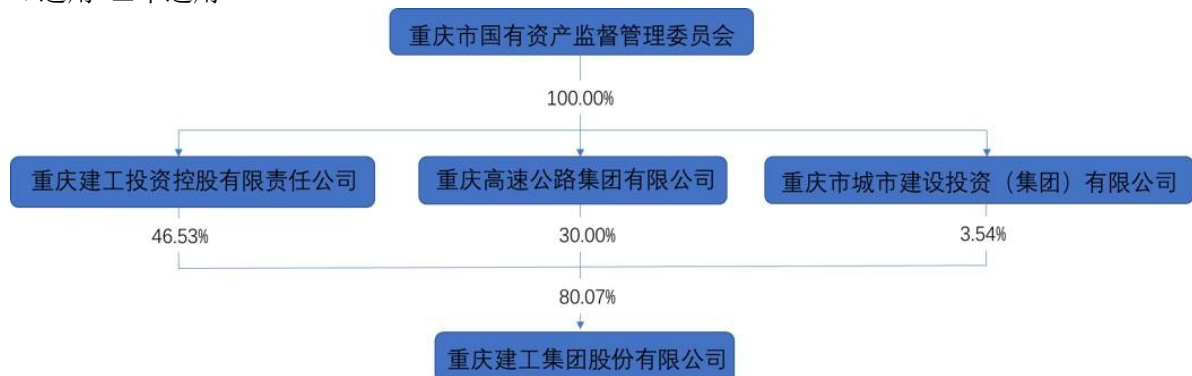 重庆市国有资产监督管理委员会
100.00%
重庆建工投资控股有限责任公司
重庆高速公路集团有限公司
重庆市城市建设投资（集团）有限公司
46.53%
30.00%
3.54%
80.07%
重庆建工集团股份有限公司